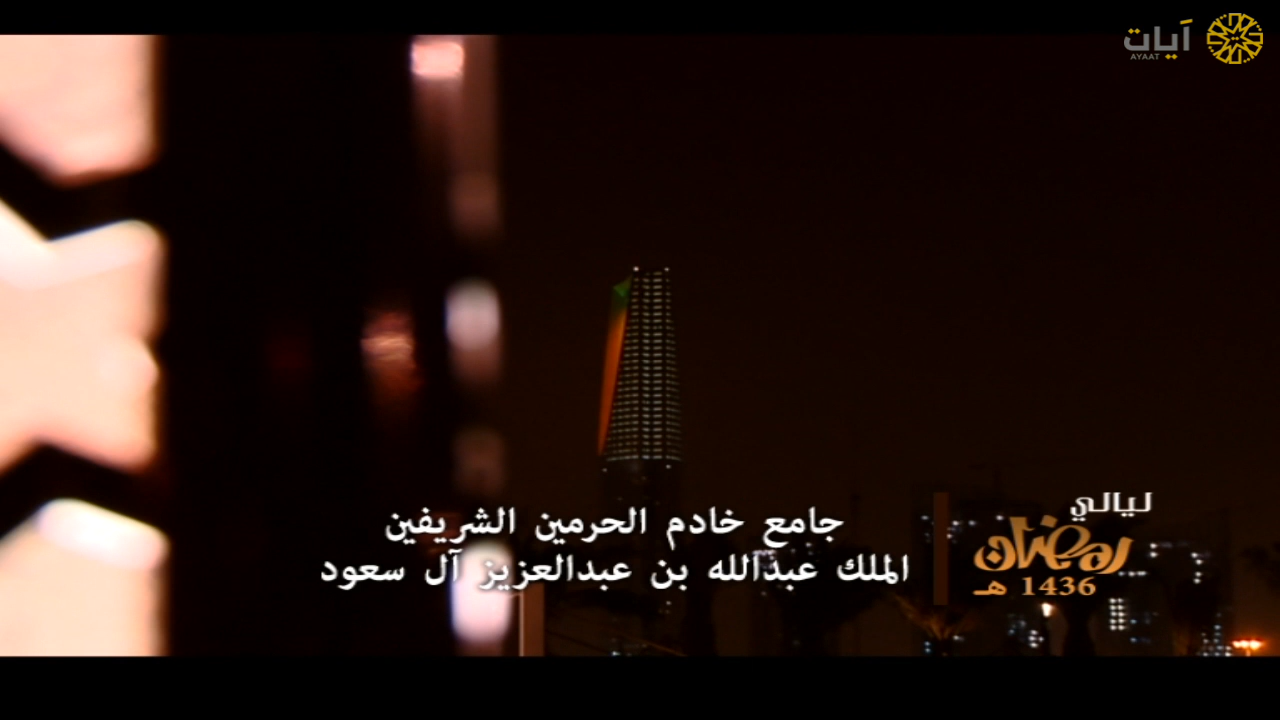 آيات
AYAAT
ليالي
رمضان
1436 هـ
جامع خادم الحرمين الشريفين
الملك عبدالله بن عبدالعزيز آل سعود